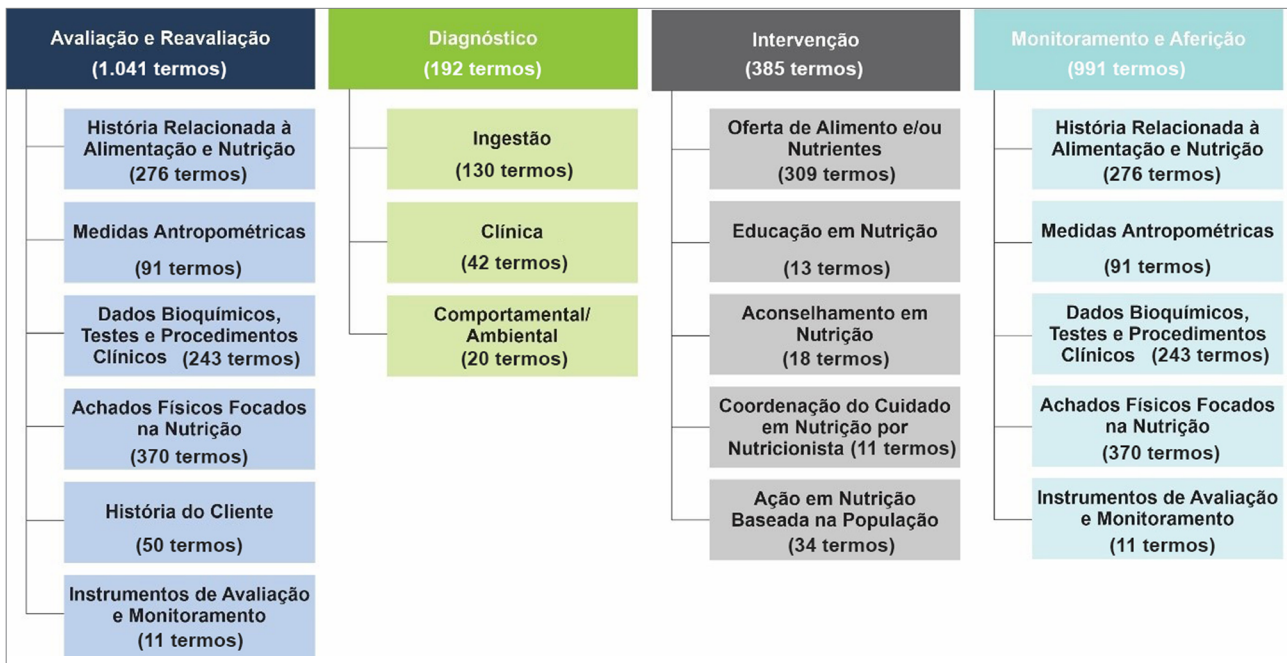 Avaliação e Reavaliação
(1.041 termos)
História Relacionada à
Alimentação e Nutrição
(276 termos)
Medidas Antropométricas
(91 termos)
Dados Bioquímicos,
Testes e Procedimentos
Clínicos (243 termos)
Achados Físicos Focados
na Nutrição
(370 termos)
História do Cliente
(50 termos)
Instrumentos de Avaliação
e Monitoramento
(11 termos)
Diagnóstico
(192 termos)
Ingestão
(130 termos)
Clínica
(42 termos)
Comportamental/
Ambiental
(20 termos)
Intervenção
(385 termos)
Oferta de Alimento e/ou
Nutrientes
(309 termos)
Educação em Nutrição
(13 termos)
Aconselhamento em
Nutrição
(18 termos)
Coordenação do Cuidado
em Nutrição por
Nutricionista (11 termos)
Ação em Nutrição
Baseada na População
(34 termos)
Monitoramento e Aferição
(991 termos)
História Relacionada à
Alimentação e Nutrição
(276 termos)
Medidas Antropométricas
(91 termos)
Dados Bioquímicos,
Testes e Procedimentos
Clínicos (243 termos)
Achados Físicos Focados
na Nutrição
(370 termos)
Instrumentos de Avaliação
e Monitoramento
(11 termos)